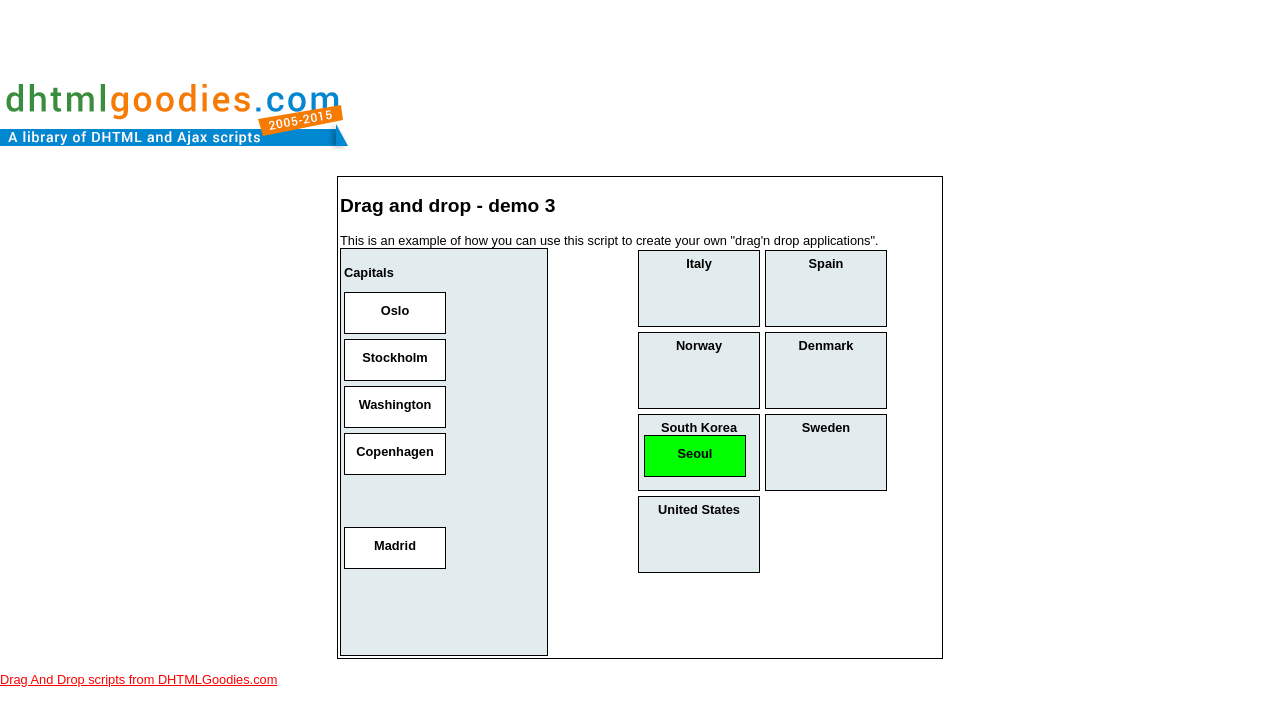 dhtmlgoodies.com
2005-2015
A library of DHTML and Ajax scripts
Drag and drop - demo 3
This is an example of how you can use this script to create your own "drag'n drop applications".
Capitals
Oslo
Stockholm
Washington
Copenhagen
Madrid
Italy
Spain
Norway
Denmark
South Korea
Seoul
Sweden
United States
Drag And Drop scripts from DHTMLGoodies.com